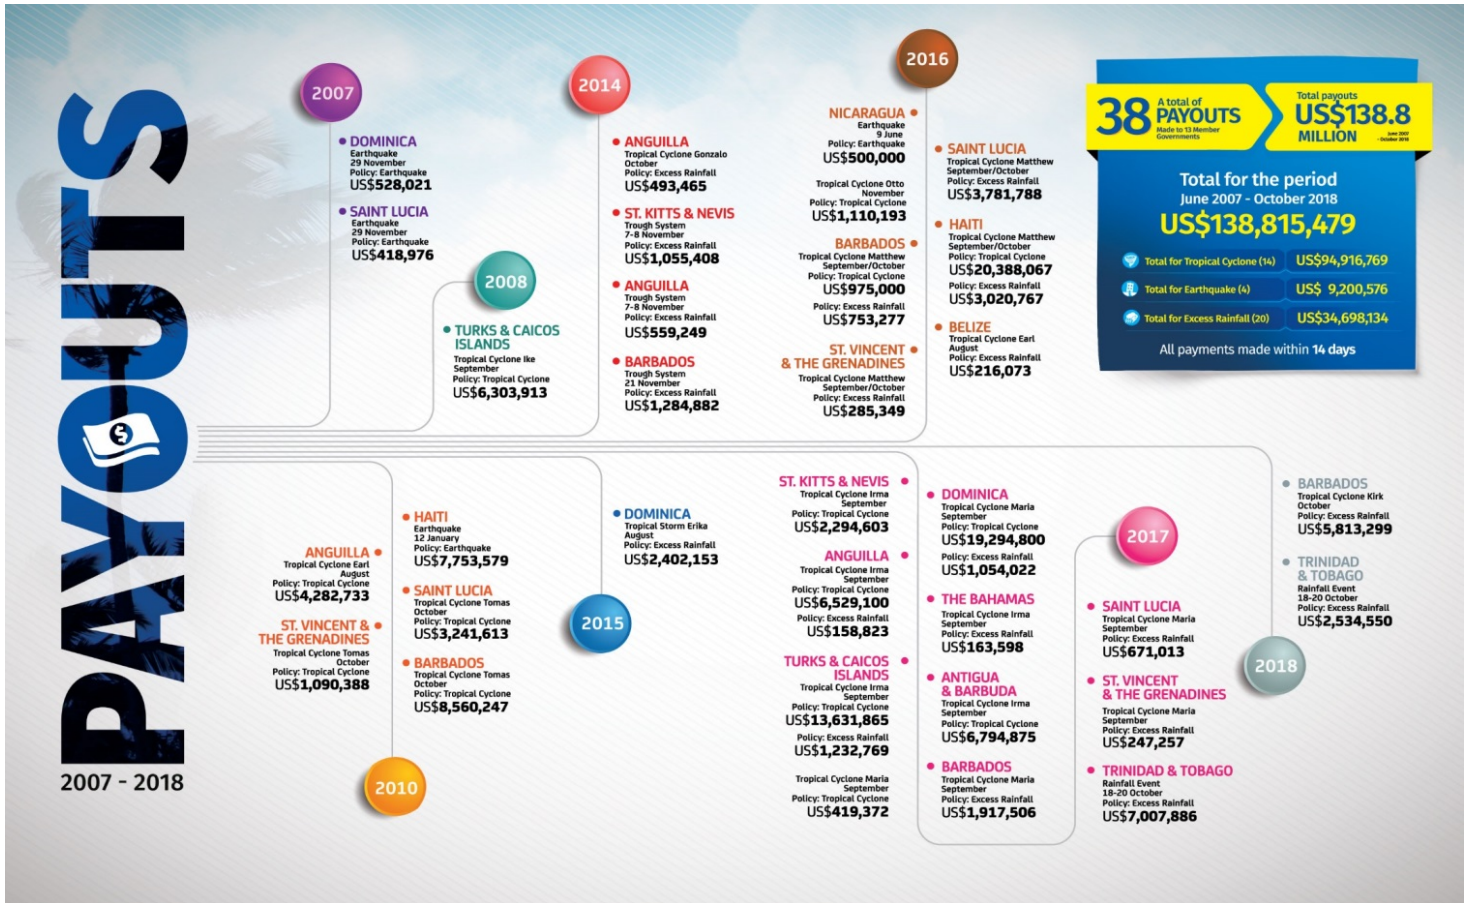 PAYOUTS
2007 - 2018
2007
DOMINICA
Earthquake
29 November
Policy: Earthquake
US$528,021
SAINT LUCIA
Earthquake
29 November
Policy: Earthquake
US$418,976
2008
TURKS & CAICOS
ISLANDS
Tropical Cyclone Ike
September
Policy: Tropical Cyclone
US$6,303,913
2014
ANGUILLA
Tropical Cyclone Gonzalo
October
Policy: Excess Rainfall
US$493,465
ST. KITTS & NEVIS
Trough System
7-8 November
Policy: Excess Rainfall
US$1,055,408
ANGUILLA
Trough System
7-8 November
Policy: Excess Rainfall
US$559,249
BARBADOS
Trough System
21 November
Policy: Excess Rainfall
US$1,284,882
2016
NICARAGUA
Earthquake
9 June
Policy: Earthquake
US$500,000
Tropical Cyclone Otto
November
Policy: Tropical Cyclone
US$1,110,193
BARBADOS
Tropical Cyclone Matthew
September/October
Policy: Tropical Cyclone
US$975,000
Policy: Excess Rainfall
US$753,277
ST. VINCENT
& THE GRENADINES
Tropical Cyclone Matthew
September/October
Policy: Excess Rainfall
US$285,349
SAINT LUCIA
Tropical Cyclone Matthew
September/October
Policy: Excess Rainfall
US$3,781,788
HAITI
Tropical Cyclone Matthew
September/October
Policy: Tropical Cyclone
US$20,388,067
Policy: Excess Rainfall
US$3,020,767
BELIZE
Tropical Cyclone Earl
August
Policy: Excess Rainfall
US$216,073
38
A total of
PAYOUTS
Made to 13 Member
Governments
Total payouts
US$138.8
MILLION
June 2007
- October 2018
Total for the period
June 2007 - October 2018
US$138,815,479
Total for Tropical Cyclone (14) US$94,916,769
Total for Earthquake (4) US$ 9,200,576
Total for Excess Rainfall (20) US$34,698,134
All payments made within 14 days
ANGUILLA
Tropical Cyclone Earl
August
Policy: Tropical Cyclone
US$4,282,733
ST. VINCENT &
THE GRENADINES
Tropical Cyclone Tomas
October
Policy: Tropical Cyclone
US$1,090,388
HAITI
Earthquake
12 January
Policy: Earthquake
US$7,753,579
SAINT LUCIA
Tropical Cyclone Tomas
October
Policy: Tropical Cyclone
US$3,241,613
BARBADOS
Tropical Cyclone Tomas
October
Policy: Tropical Cyclone
US$8,560,247
2010
DOMINICA
Tropical Storm Erika
August
Policy: Excess Rainfall
US$2,402,153
2015
ST. KITTS & NEVIS
Tropical Cyclone Irma
September
Policy: Tropical Cyclone
US$2,294,603
ANGUILLA
Tropical Cyclone Irma
September
Policy: Tropical Cyclone
US$6,529,100
Policy: Excess Rainfall
US$158,823
TURKS & CAICOS
ISLANDS
Tropical Cyclone Irma
September
Policy: Tropical Cyclone
US$13,631,865
Policy: Excess Rainfall
US$1,232,769
Tropical Cyclone Maria
September
Policy: Tropical Cyclone
US$419,372
DOMINICA
Tropical Cyclone Maria
September
Policy: Tropical Cyclone
US$19,294,800
Policy: Excess Rainfall
US$1,054,022
THE BAHAMAS
Tropical Cyclone Irma
September
Policy: Excess Rainfall
US$163,598
ANTIGUA
& BARBUDA
Tropical Cyclone Irma
September
Policy: Tropical Cyclone
US$6,794,875
BARBADOS
Tropical Cyclone Maria
September
Policy: Excess Rainfall
US$1,917,506
2017
SAINT LUCIA
Tropical Cyclone Maria
September
Policy: Excess Rainfall
US$671,013
ST. VINCENT
& THE GRENADINES
Tropical Cyclone Maria
September
Policy: Excess Rainfall
US$247,257
TRINIDAD & TOBAGO
Rainfall Event
18-20 October
Policy: Excess Rainfall
US$7,007,886
BARBADOS
Tropical Cyclone Kirk
October
Policy: Excess Rainfall
US$5,813,299
TRINIDAD
& TOBAGO
Rainfall Event
18-20 October
Policy: Excess Rainfall
US$2,534,550
2018